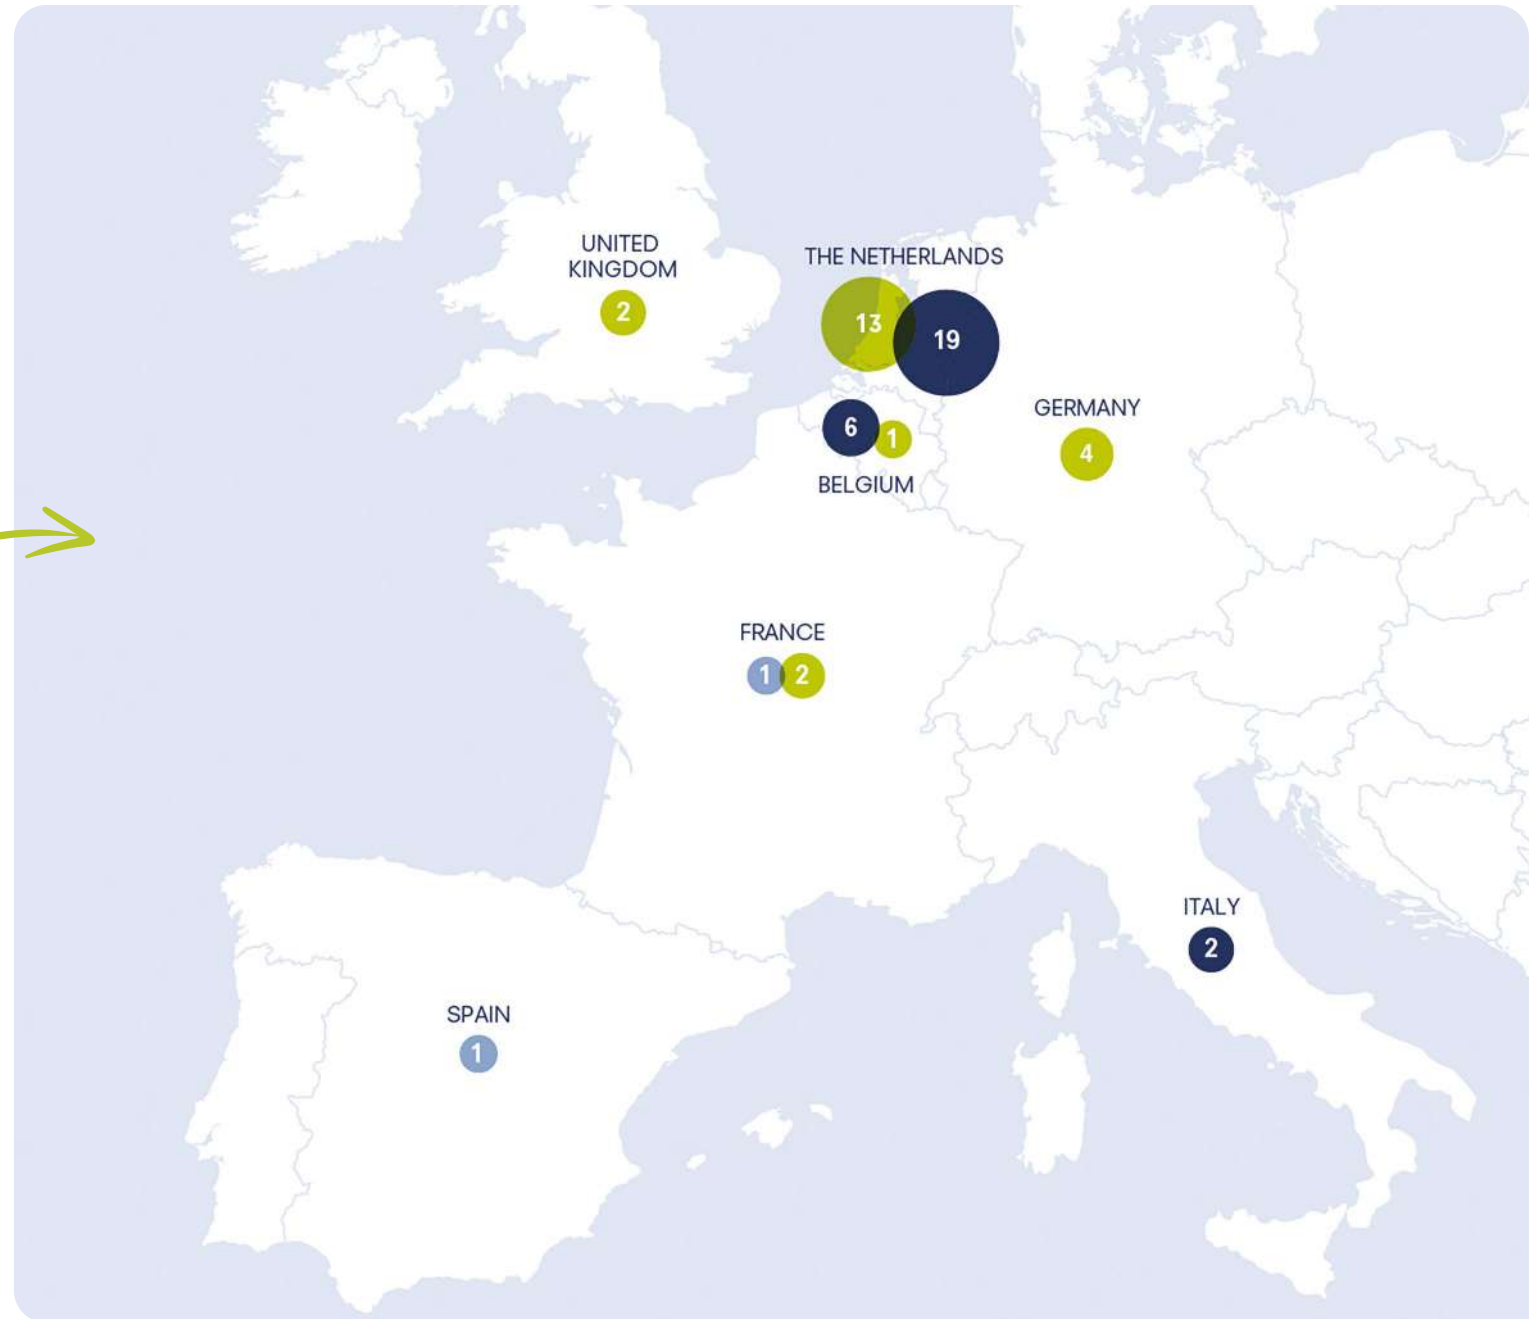 UNITED
KINGDOM
2
THE NETHERLANDS
13
19
6
1
BELGIUM
GERMANY
4
FRANCE
1
2
ITALY
2
SPAIN
1